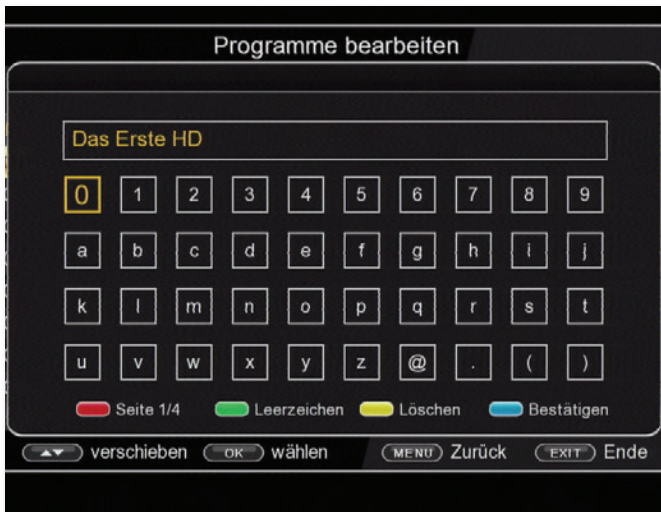 Programme bearbeiten
Das Erste HD
0 1 2 3 4 5 6 7 8 9
a b c d e f g h i j
k l m n o p q r s t
u v w x y z @ . ( )
Seite 1/4 Leerzeichen Löschen Bestätigen
verschieben OK wählen MENU Zurück EXIT Ende